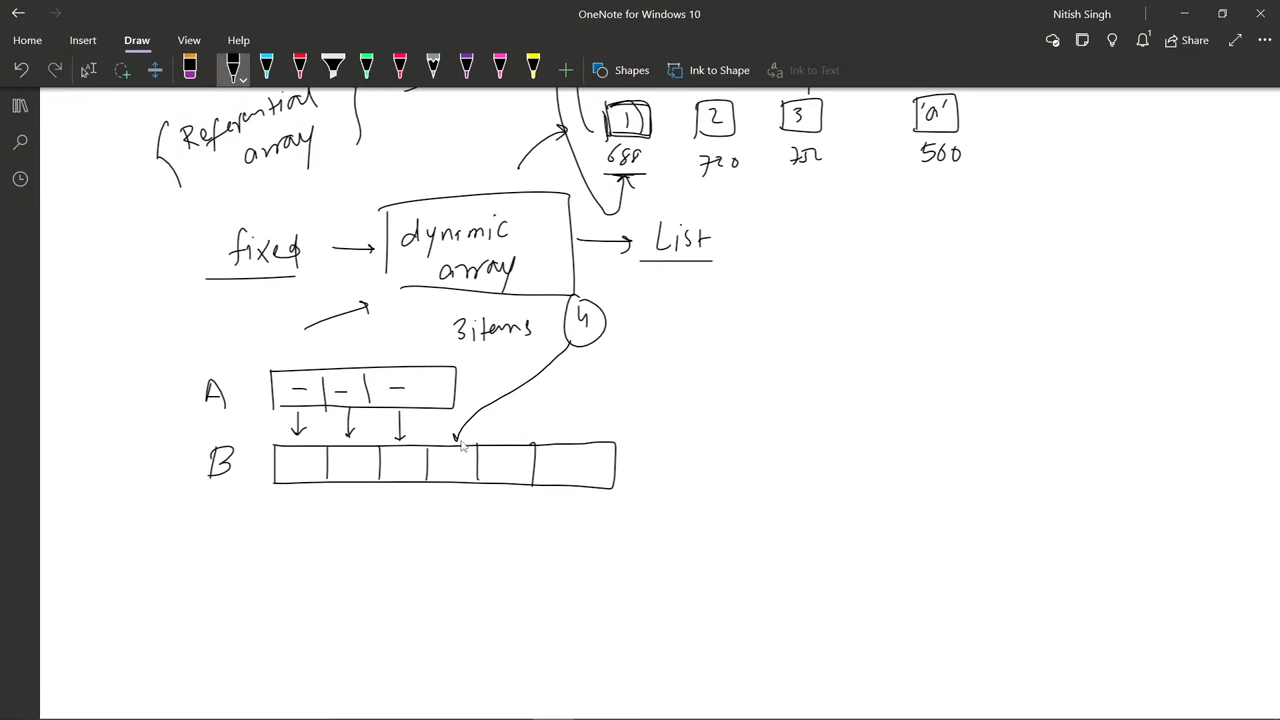 OneNote for Windows 10
Nitish Singh
Home Insert Draw View Help
Share
Shapes
Ink to Shape
Ink to Text
Referential
array
1 2 3 'a'
688 720 752 500
fixed
dynamic
array
List
3 items 4
A
B